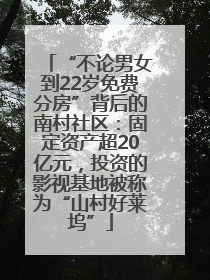 「“不论男女
到22岁免费
分房”背后的
南村社区：固
定资产超20
亿元，投资的
影视基地被称
为“山村好莱
坞”」